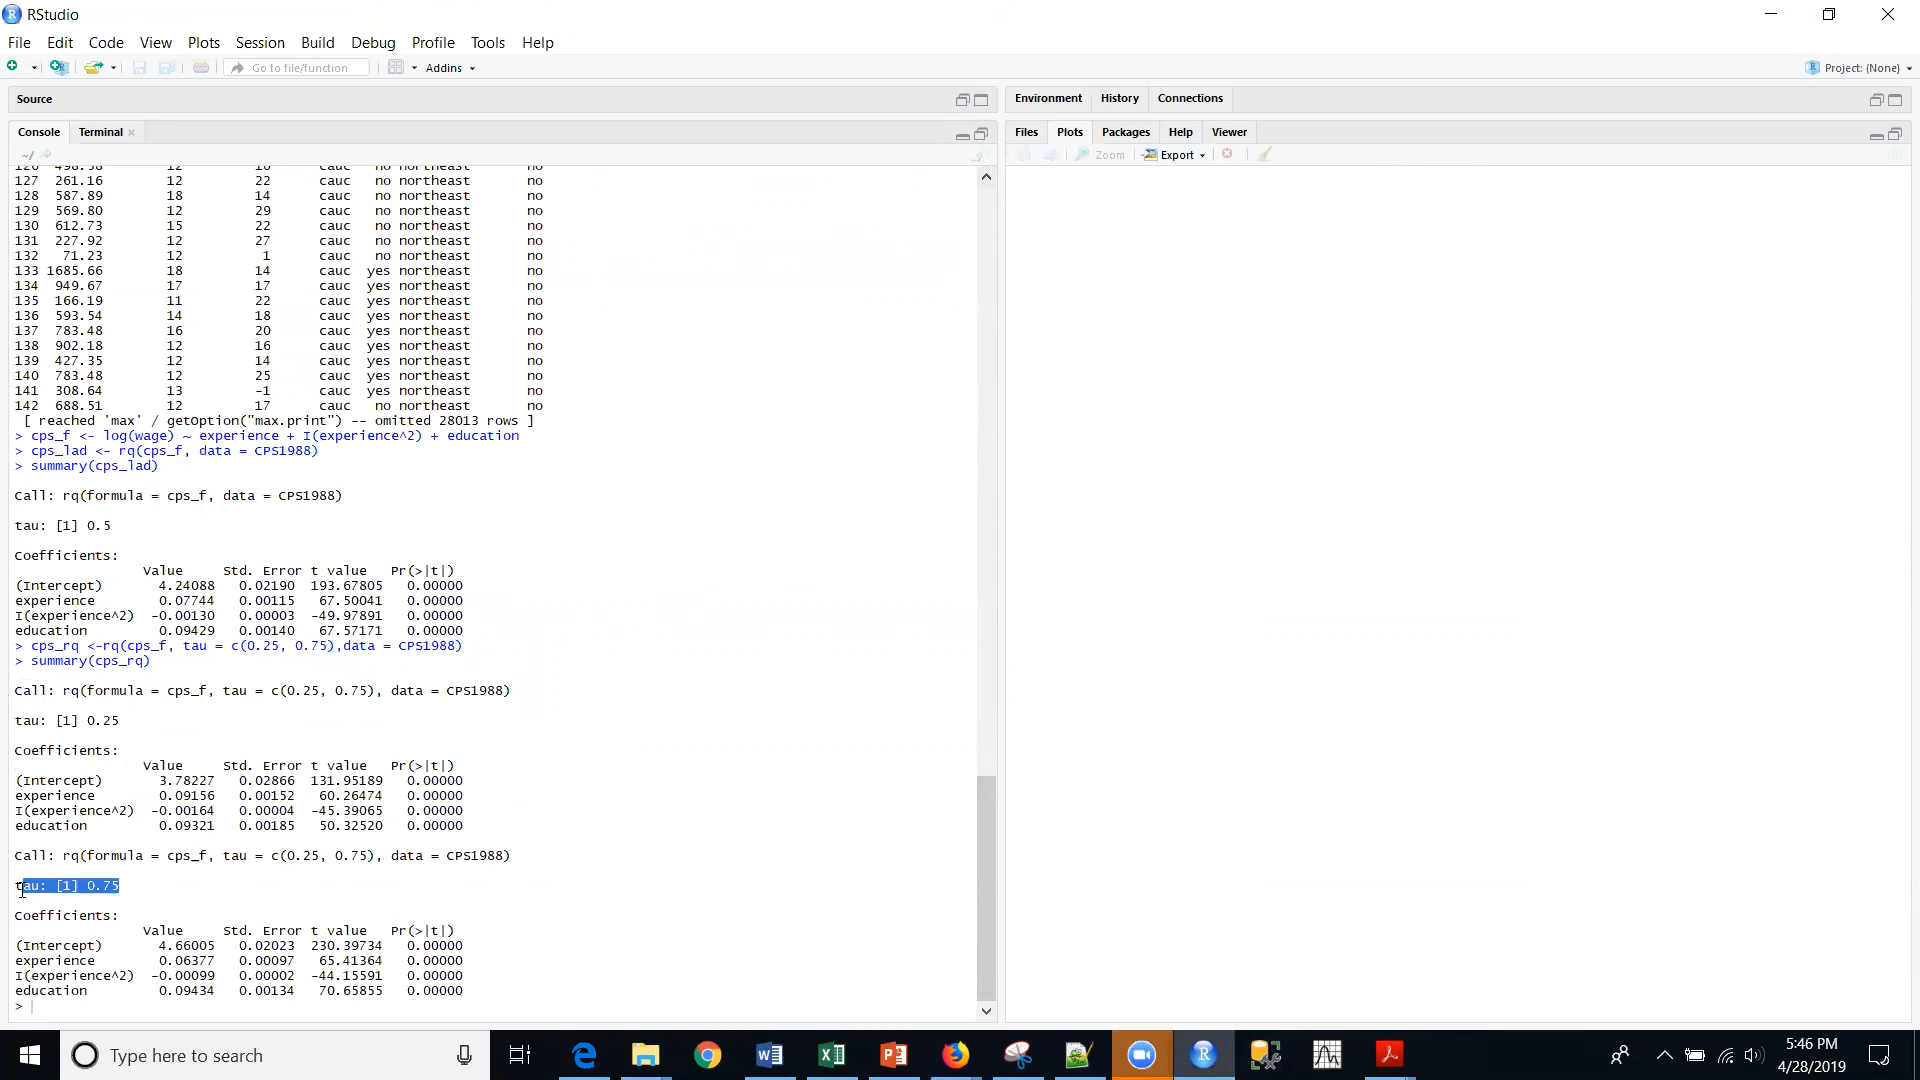 RStudio
File Edit Code View Plots Session Build Debug Profile Tools Help
Go to file/function Addins Project: (None)
Source
Environment History Connections
Console Terminal
Files Plots Packages Help Viewer
~/
Zoom Export
126 498.58 12 16 cauc no northeast no
127 261.16 12 22 cauc no northeast no
128 587.89 18 14 cauc no northeast no
129 569.80 12 29 cauc no northeast no
130 612.73 15 22 cauc no northeast no
131 227.92 12 27 cauc no northeast no
132 71.23 12 1 cauc no northeast no
133 1685.66 18 14 cauc yes northeast no
134 949.67 17 17 cauc yes northeast no
135 166.19 11 22 cauc yes northeast no
136 593.54 14 18 cauc yes northeast no
137 783.48 16 20 cauc yes northeast no
138 902.18 12 16 cauc yes northeast no
139 427.35 12 14 cauc yes northeast no
140 783.48 12 25 cauc yes northeast no
141 308.64 13 -1 cauc yes northeast no
142 688.51 12 17 cauc no northeast no
[ reached 'max' / getOption("max.print") -- omitted 28013 rows ]
> cps_f <- log(wage) ~ experience + I(experience^2) + education
> cps_lad <- rq(cps_f, data = CPS1988)
> summary(cps_lad)
Call: rq(formula = cps_f, data = CPS1988)
tau: [1] 0.5
Coefficients:
Value Std. Error t value Pr(>|t|)
(Intercept) 4.24088 0.02190 193.67805 0.00000
experience 0.07744 0.00115 67.50041 0.00000
I(experience^2) -0.00130 0.00003 -49.97891 0.00000
education 0.09429 0.00140 67.57171 0.00000
> cps_rq <-rq(cps_f, tau = c(0.25, 0.75),data = CPS1988)
> summary(cps_rq)
Call: rq(formula = cps_f, tau = c(0.25, 0.75), data = CPS1988)
tau: [1] 0.25
Coefficients:
Value Std. Error t value Pr(>|t|)
(Intercept) 3.78227 0.02866 131.95189 0.00000
experience 0.09156 0.00152 60.26474 0.00000
I(experience^2) -0.00164 0.00004 -45.39065 0.00000
education 0.09321 0.00185 50.32520 0.00000
Call: rq(formula = cps_f, tau = c(0.25, 0.75), data = CPS1988)
tau: [1] 0.75
Coefficients:
Value Std. Error t value Pr(>|t|)
(Intercept) 4.66005 0.02023 230.39734 0.00000
experience 0.06377 0.00097 65.41364 0.00000
I(experience^2) -0.00099 0.00002 -44.15591 0.00000
education 0.09434 0.00134 70.65855 0.00000
>
Type here to search
5:46 PM
4/28/2019